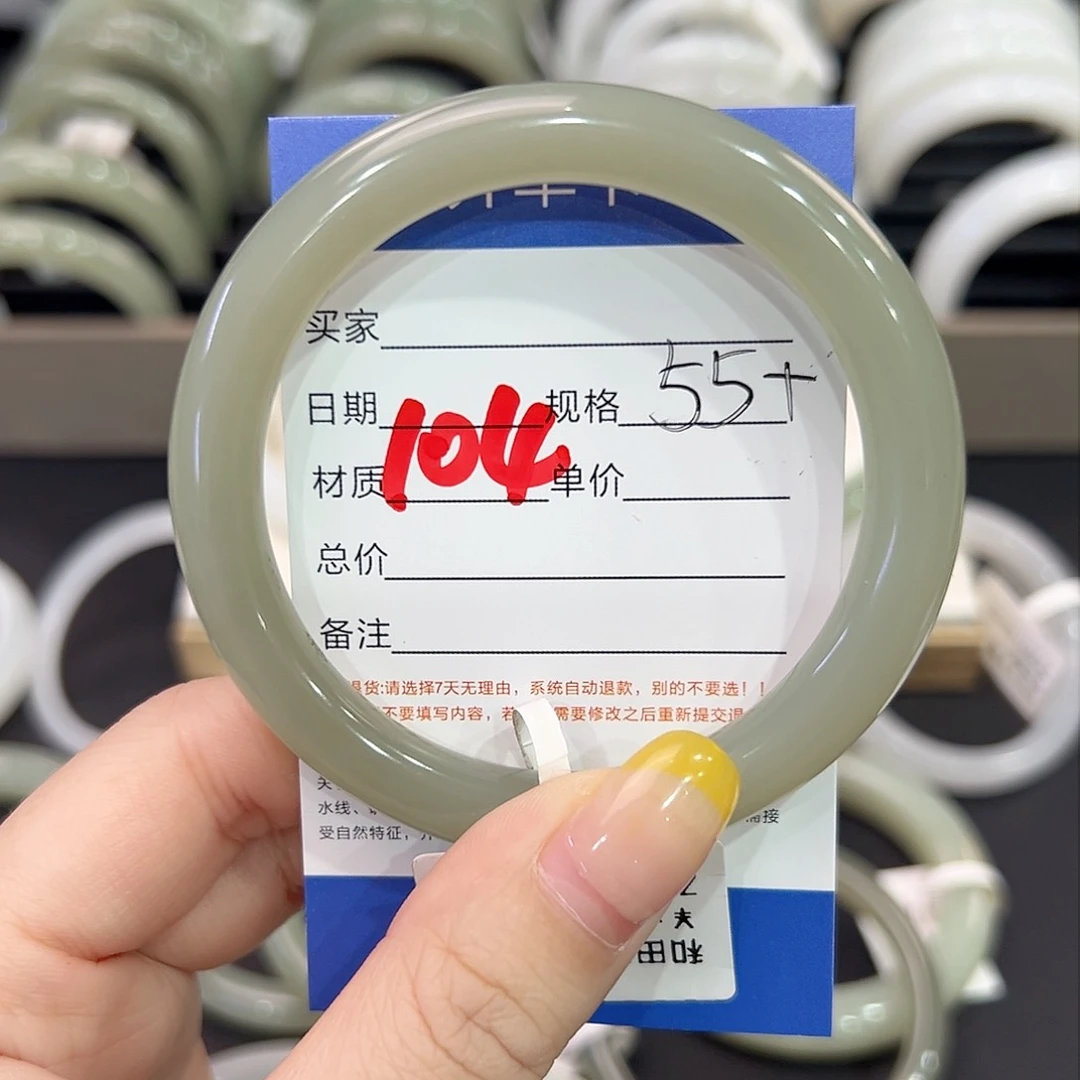 买家
日期 规格 55+
104
材质 单价
总价
备注
退货:请选择7天无理由，系统自动退款，别的不要选！！
不要填写内容，若 需要修改之后重新提交退
水线、
受自然特征，
需接
和田